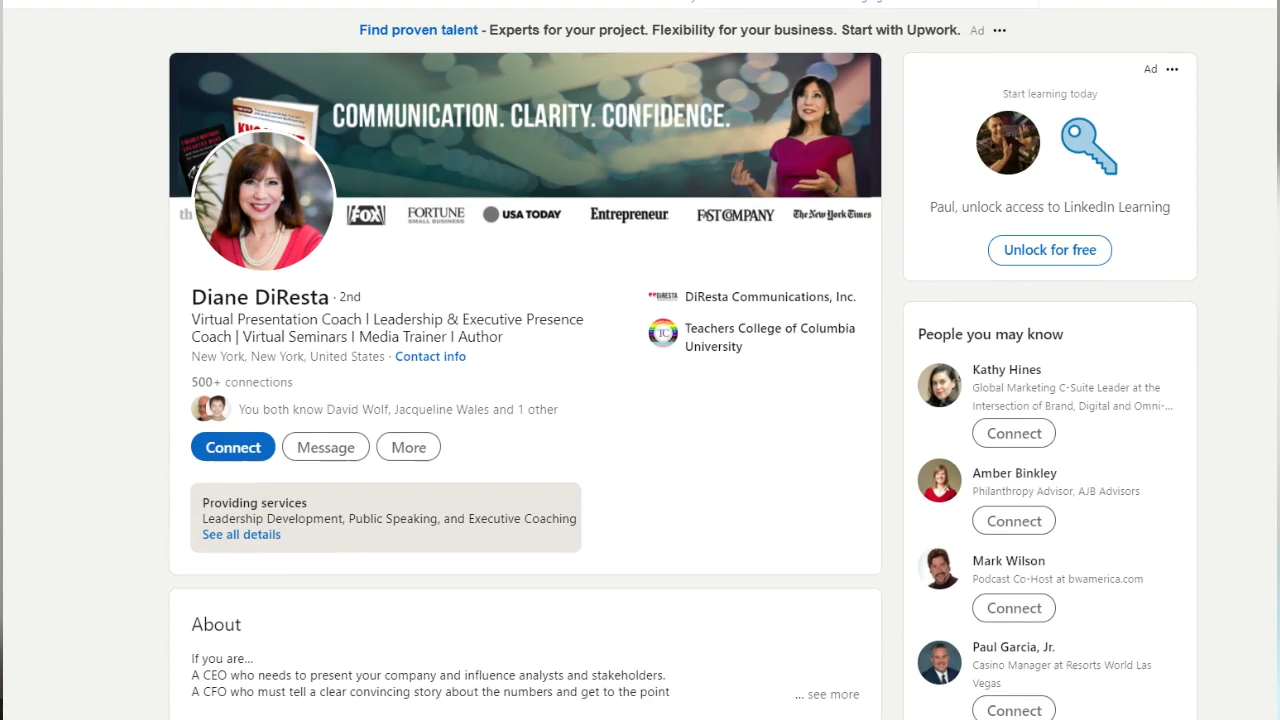 Find proven talent - Experts for your project. Flexibility for your business. Start with Upwork. Ad
COMMUNICATION. CLARITY. CONFIDENCE.
th
FOX
FORTUNE
SMALL BUSINESS
USA TODAY
Entrepreneur
FAST COMPANY
The New York Times
Diane DiResta · 2nd
Virtual Presentation Coach l Leadership & Executive Presence
Coach | Virtual Seminars l Media Trainer l Author
New York, New York, United States · Contact info
500+ connections
You both know David Wolf, Jacqueline Wales and 1 other
Connect
Message
More
DIRESTA
DiResta Communications, Inc.
TC
Teachers College of Columbia
University
Providing services
Leadership Development, Public Speaking, and Executive Coaching
See all details
About
If you are...
A CEO who needs to present your company and influence analysts and stakeholders.
A CFO who must tell a clear convincing story about the numbers and get to the point
... see more
Ad
Start learning today
Paul, unlock access to LinkedIn Learning
Unlock for free
People you may know
Kathy Hines
Global Marketing C-Suite Leader at the
Intersection of Brand, Digital and Omni-...
Connect
Amber Binkley
Philanthropy Advisor, AJB Advisors
Connect
Mark Wilson
Podcast Co-Host at bwamerica.com
Connect
Paul Garcia, Jr.
Casino Manager at Resorts World Las
Vegas
Connect